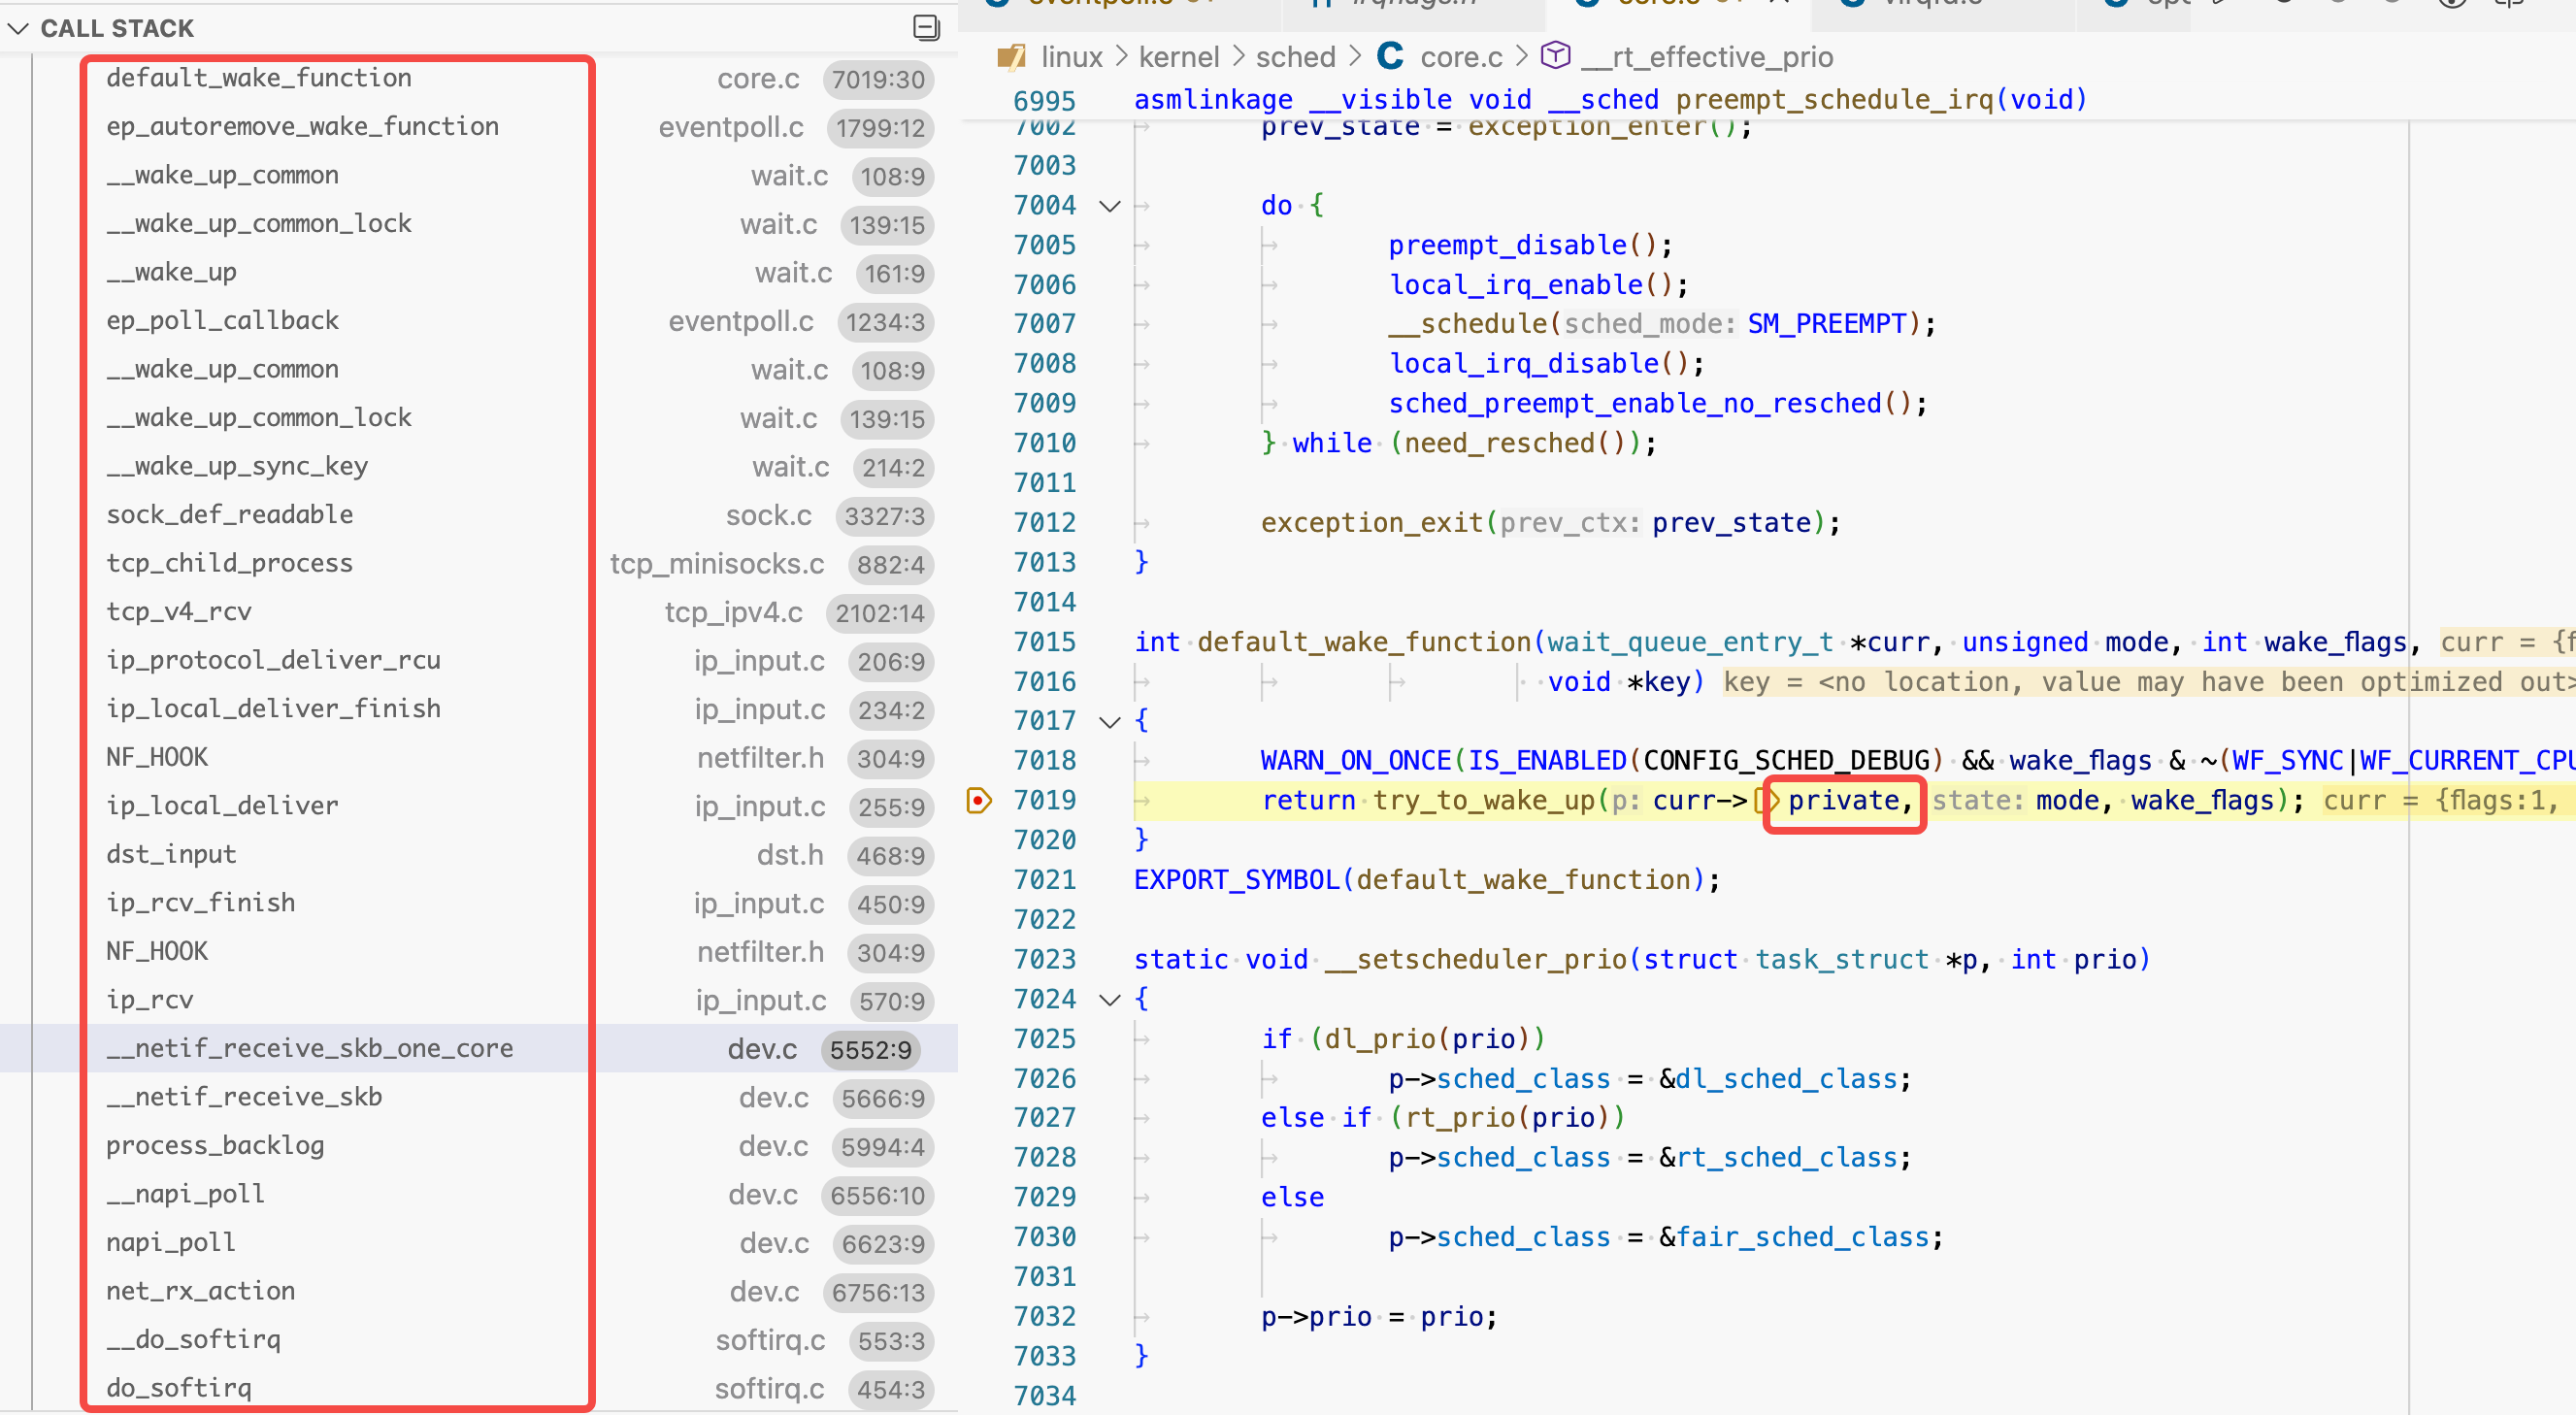 CALL STACK
default_wake_function core.c 7019:30
ep_autoremove_wake_function eventpoll.c 1799:12
__wake_up_common wait.c 108:9
__wake_up_common_lock wait.c 139:15
__wake_up wait.c 161:9
ep_poll_callback eventpoll.c 1234:3
__wake_up_common wait.c 108:9
__wake_up_common_lock wait.c 139:15
__wake_up_sync_key wait.c 214:2
sock_def_readable sock.c 3327:3
tcp_child_process tcp_minisocks.c 882:4
tcp_v4_rcv tcp_ipv4.c 2102:14
ip_protocol_deliver_rcu ip_input.c 206:9
ip_local_deliver_finish ip_input.c 234:2
NF_HOOK netfilter.h 304:9
ip_local_deliver ip_input.c 255:9
dst_input dst.h 468:9
ip_rcv_finish ip_input.c 450:9
NF_HOOK netfilter.h 304:9
ip_rcv ip_input.c 570:9
__netif_receive_skb_one_core dev.c 5552:9
__netif_receive_skb dev.c 5666:9
process_backlog dev.c 5994:4
__napi_poll dev.c 6556:10
napi_poll dev.c 6623:9
net_rx_action dev.c 6756:13
__do_softirq softirq.c 553:3
do_softirq softirq.c 454:3
linux > kernel > sched > C core.c > __rt_effective_prio
6995 asmlinkage __visible void __sched preempt_schedule_irq(void)
7002 prev_state = exception_enter();
7003
7004 do {
7005 preempt_disable();
7006 local_irq_enable();
7007 __schedule(sched_mode: SM_PREEMPT);
7008 local_irq_disable();
7009 sched_preempt_enable_no_resched();
7010 } while (need_resched());
7011
7012 exception_exit(prev_ctx: prev_state);
7013 }
7014
7015 int default_wake_function(wait_queue_entry_t *curr, unsigned mode, int wake_flags, curr = {f
7016 void *key) key = <no location, value may have been optimized out>
7017 {
7018 WARN_ON_ONCE(IS_ENABLED(CONFIG_SCHED_DEBUG) && wake_flags & ~(WF_SYNC|WF_CURRENT_CPU
7019 return try_to_wake_up(p: curr-> private, state: mode, wake_flags); curr = {flags:1,
7020 }
7021 EXPORT_SYMBOL(default_wake_function);
7022
7023 static void __setscheduler_prio(struct task_struct *p, int prio)
7024 {
7025 if (dl_prio(prio))
7026 p->sched_class = &dl_sched_class;
7027 else if (rt_prio(prio))
7028 p->sched_class = &rt_sched_class;
7029 else
7030 p->sched_class = &fair_sched_class;
7031
7032 p->prio = prio;
7033 }
7034